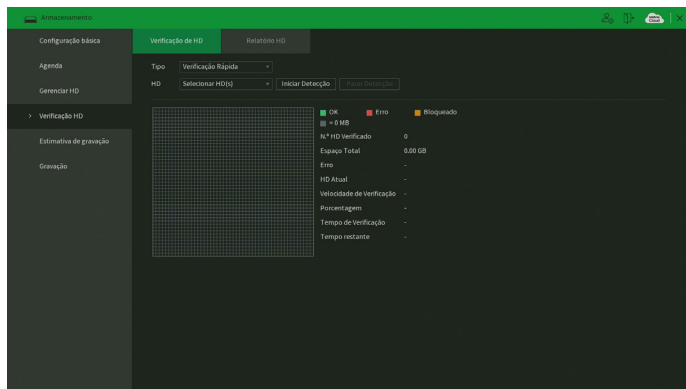 Armazenamento
Configuração básica
Agenda
Gerenciar HD
> Verificação HD
Estimativa de gravação
Gravação
Verificação de HD
Relatório HD
Tipo Verificação Rápida
HD Selecionar HD(s) Iniciar Detecção Parar Detecção
OK Erro Bloqueado
= 0 MB
N.º HD Verificado 0
Espaço Total 0.00 GB
Erro -
HD Atual -
Velocidade de Verificação -
Porcentagem -
Tempo de Verificação -
Tempo restante -